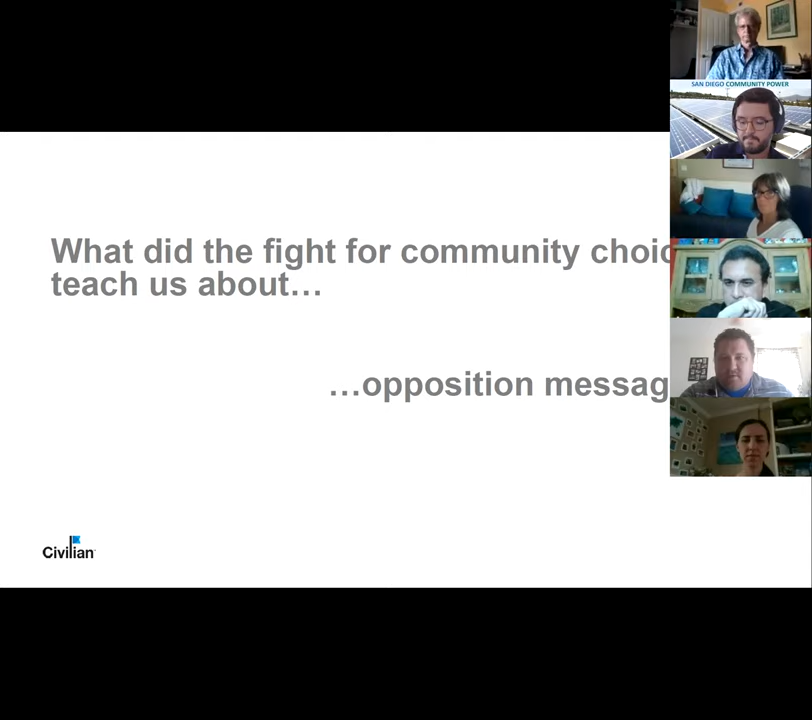 SAN DIEGO COMMUNITY POWER
What did the fight for community choic
teach us about…
…opposition messag
Civilian